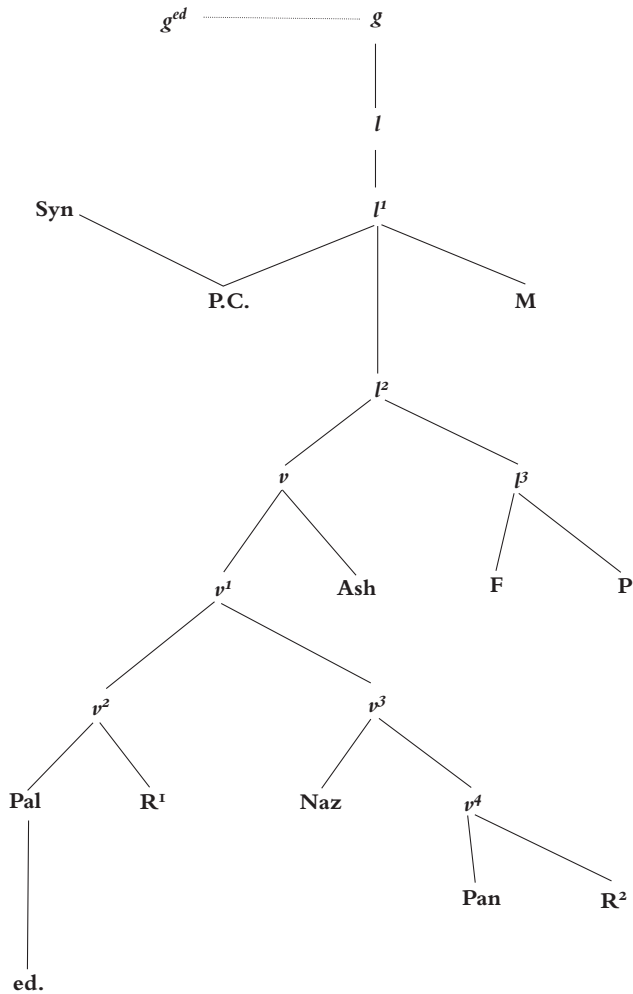 g^ed g
l
Syn l¹
P.C. M
l²
v l³
v¹ Ash F P
v² v³
Pal R¹ Naz v⁴
Pan R²
ed.